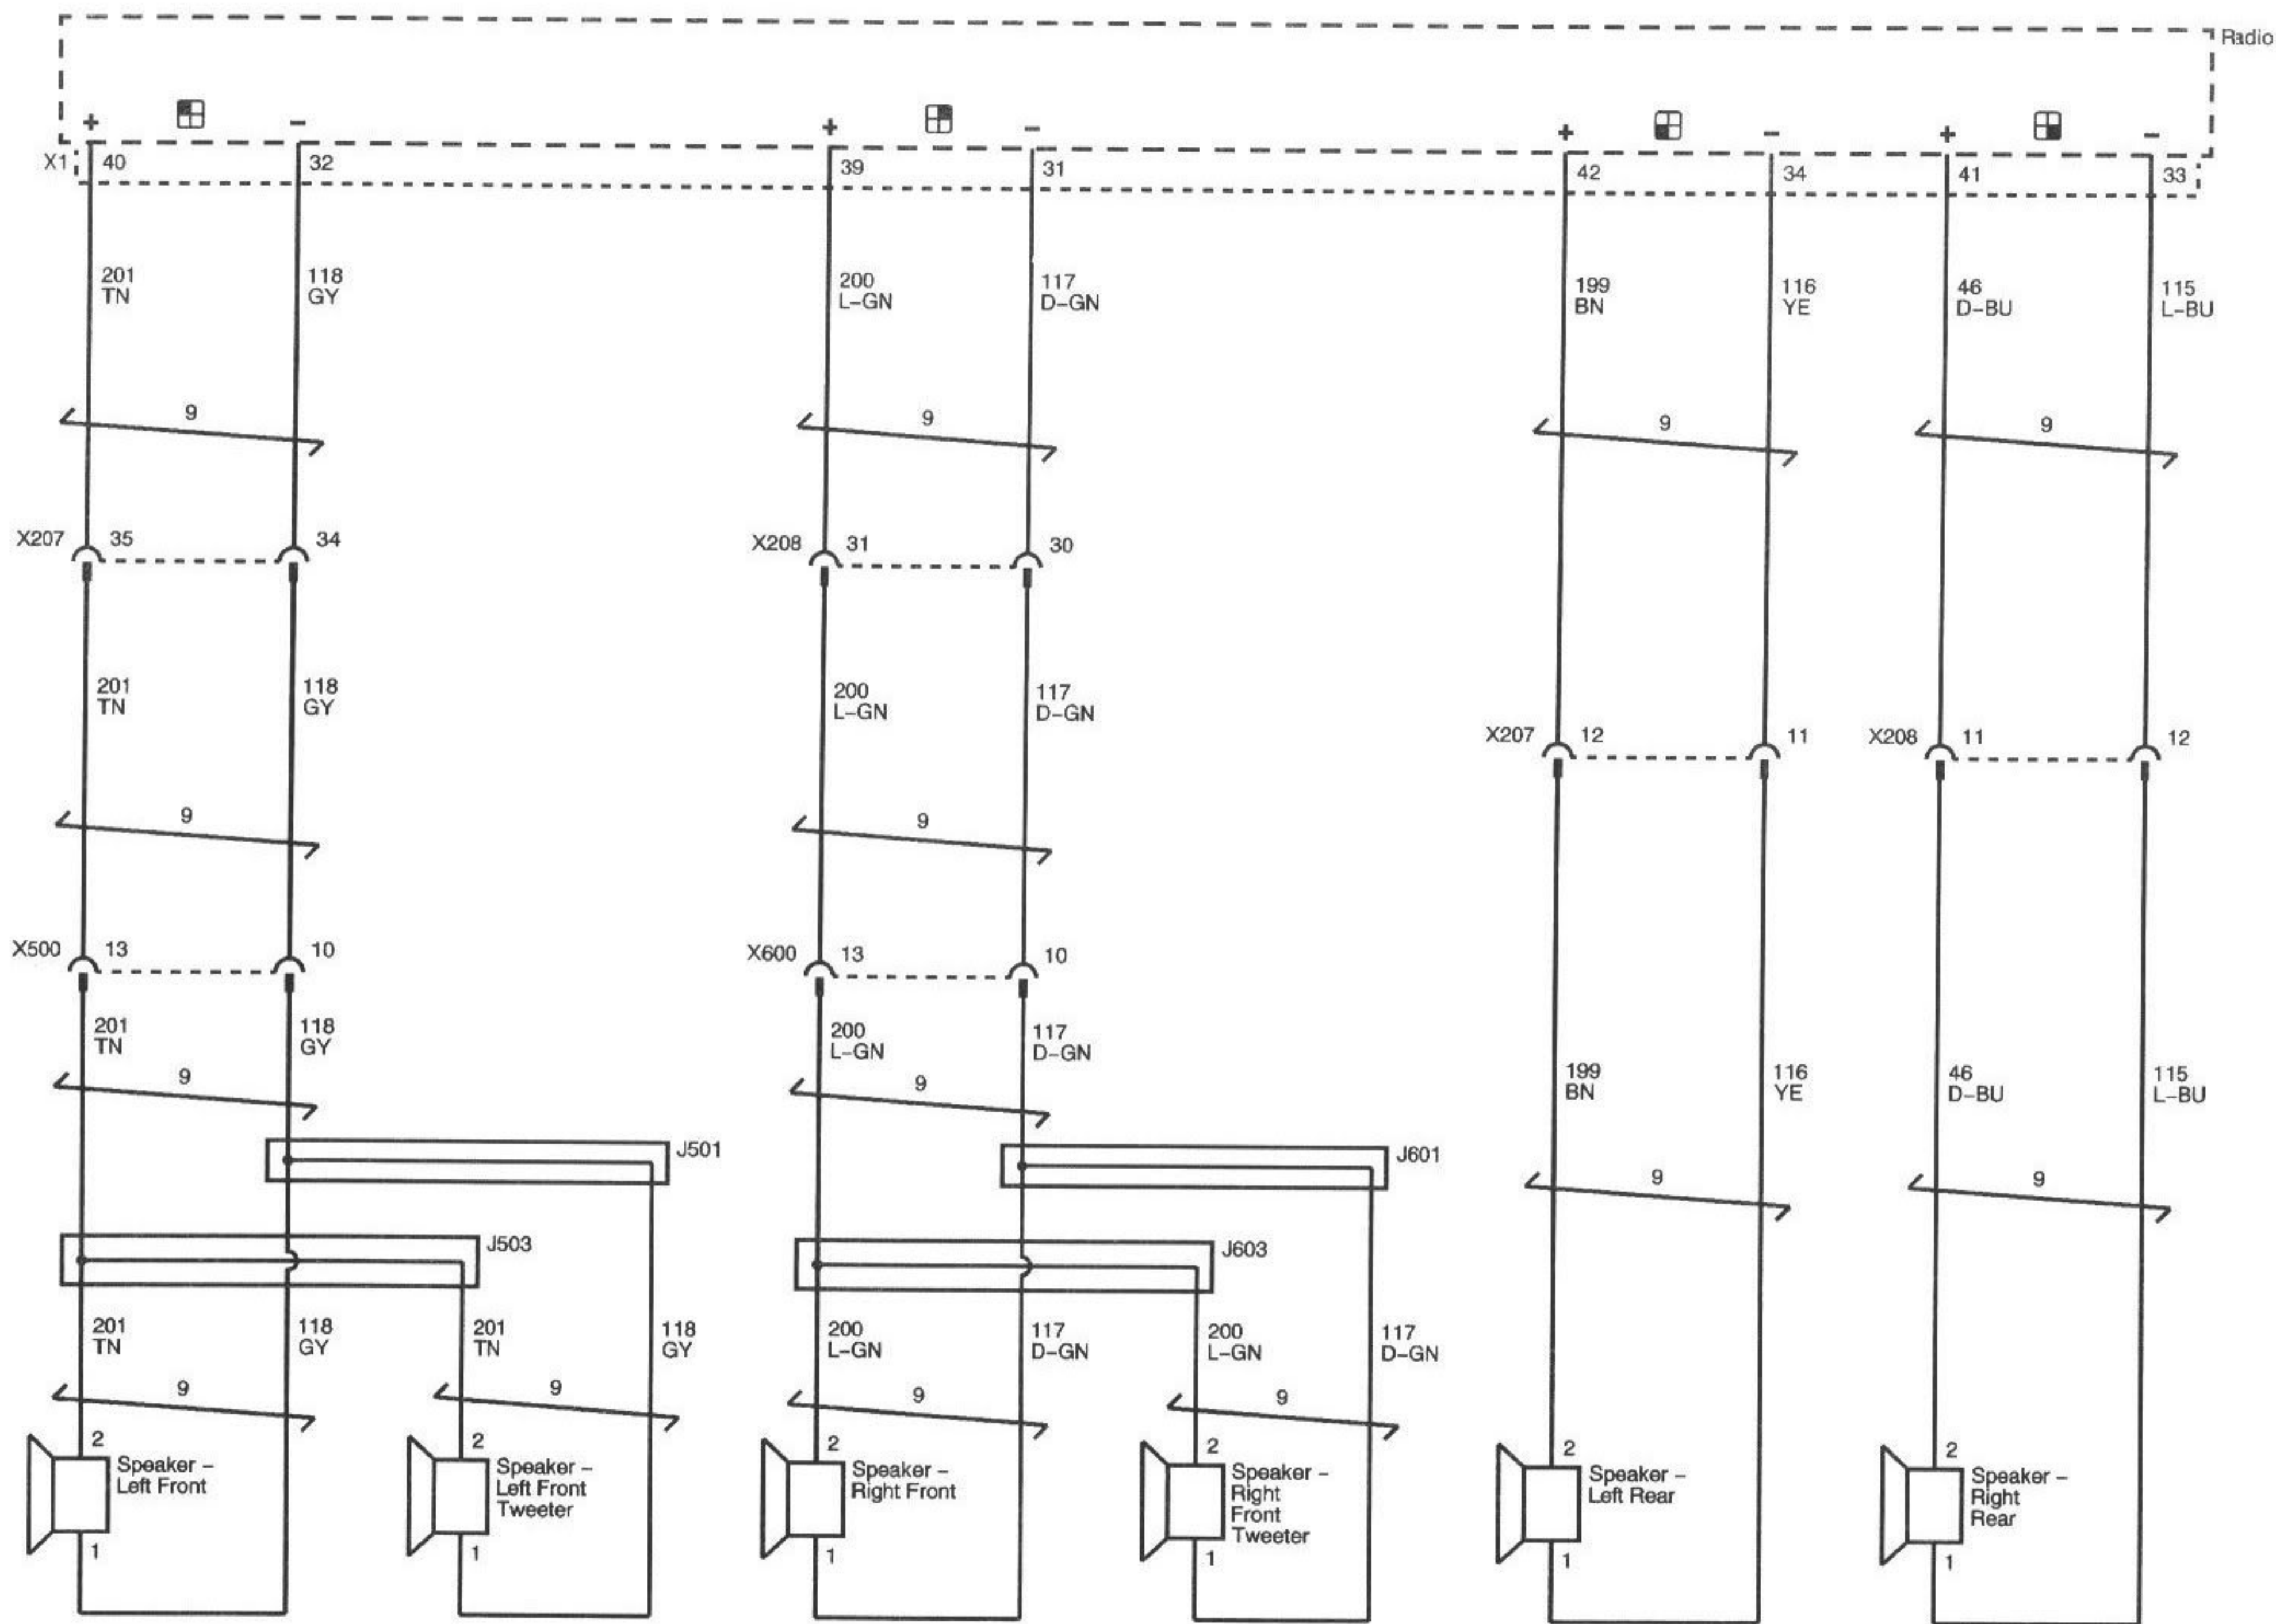 Radio
+ − + − + − + −
X1 40 32 39 31 42 34 41 33
201 118 200 117 199 116 46 115
TN GY L–GN D–GN BN YE D–BU L–BU
9 9 9 9
X207 35 34 X208 31 30
201 118 200 117
TN GY L–GN D–GN
X207 12 11 X208 11 12
9 9
X500 13 10 X600 13 10
201 118 200 117
TN GY L–GN D–GN
199 116 46 115
BN YE D–BU L–BU
9 9
J501 J601
9 9
J503 J603
201 118 201 118 200 117 200 117
TN GY TN GY L–GN D–GN L–GN D–GN
9 9 9 9
2 2 2 2 2 2
Speaker –
Left Front
Speaker –
Left Front
Tweeter
Speaker –
Right Front
Speaker –
Right
Front
Tweeter
Speaker –
Left Rear
Speaker –
Right
Rear
1 1 1 1 1 1